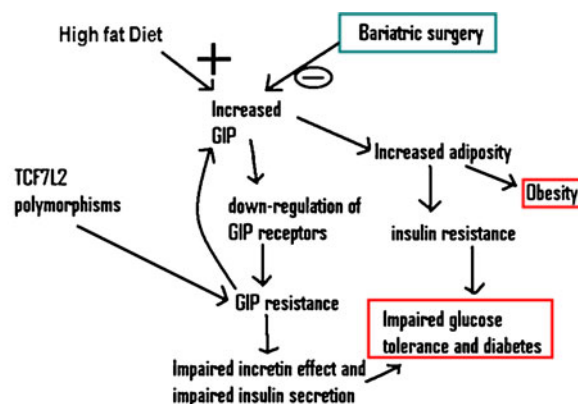 High fat Diet
+
Bariatric surgery
−
Increased
GIP
Increased adiposity
TCF7L2
polymorphisms
Obesity
down-regulation of
GIP receptors
insulin resistance
GIP resistance
Impaired glucose
tolerance and diabetes
Impaired incretin effect and
impaired insulin secretion